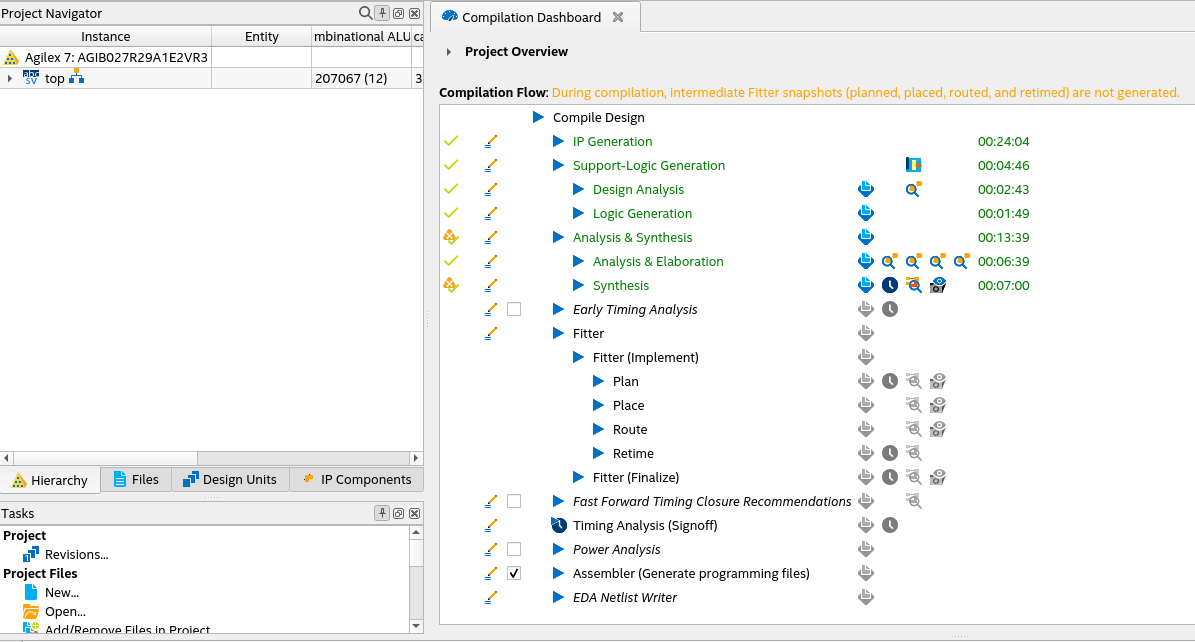 Project Navigator
Instance Entity mbinational ALU ca
Agilex 7: AGIB027R29A1E2VR3
abc
SV top 207067 (12) 3
Hierarchy Files Design Units IP Components
Tasks
Project
Revisions...
Project Files
New...
Open...
Add/Remove Files in Project
Compilation Dashboard
Project Overview
Compilation Flow: During compilation, intermediate Fitter snapshots (planned, placed, routed, and retimed) are not generated.
Compile Design
IP Generation 00:24:04
Support-Logic Generation 00:04:46
Design Analysis 00:02:43
Logic Generation 00:01:49
Analysis & Synthesis 00:13:39
Analysis & Elaboration 00:06:39
Synthesis 00:07:00
Early Timing Analysis
Fitter
Fitter (Implement)
Plan
Place
Route
Retime
Fitter (Finalize)
Fast Forward Timing Closure Recommendations
Timing Analysis (Signoff)
Power Analysis
Assembler (Generate programming files)
EDA Netlist Writer